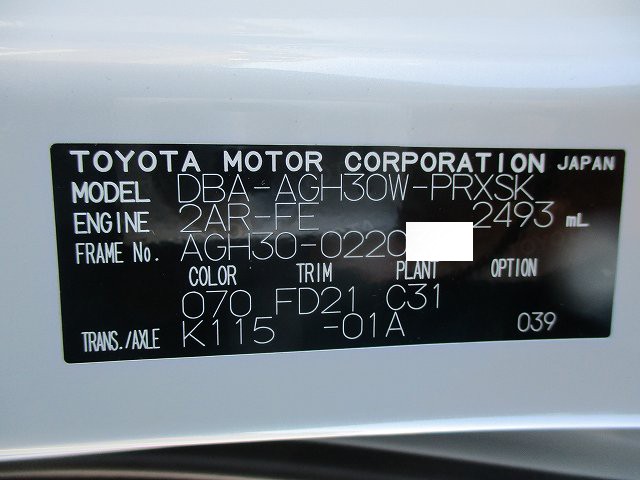 TOYOTA MOTOR CORPORATION JAPAN
MODEL DBA-AGH30W-PRXSK
ENGINE 2AR-FE 2493 mL
FRAME No. AGH30-0220
COLOR TRIM PLANT OPTION
070 FD21 C31
TRANS./AXLE K115 -01A 039